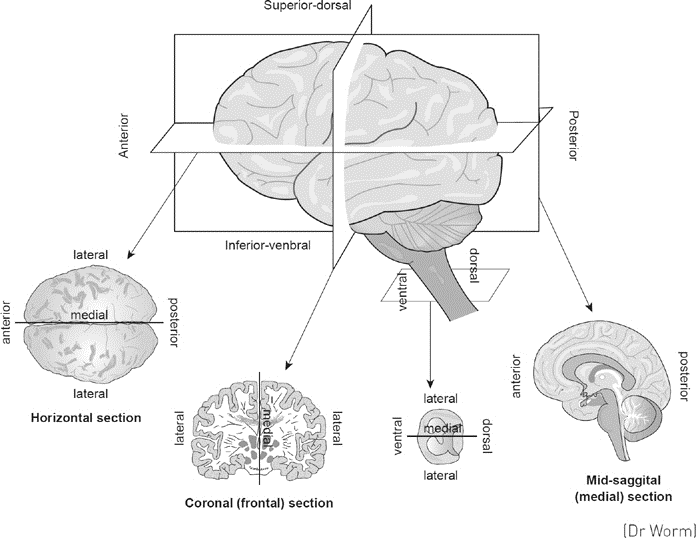 Superior-dorsal
Anterior
Posterior
Inferior-venbral
dorsal
ventral
lateral
anterior
medial
posterior
lateral
Horizontal section
lateral
medial
lateral
Coronal (frontal) section
lateral
ventral
medial
dorsal
lateral
anterior
posterior
Mid-saggital
(medial) section
(Dr Worm)